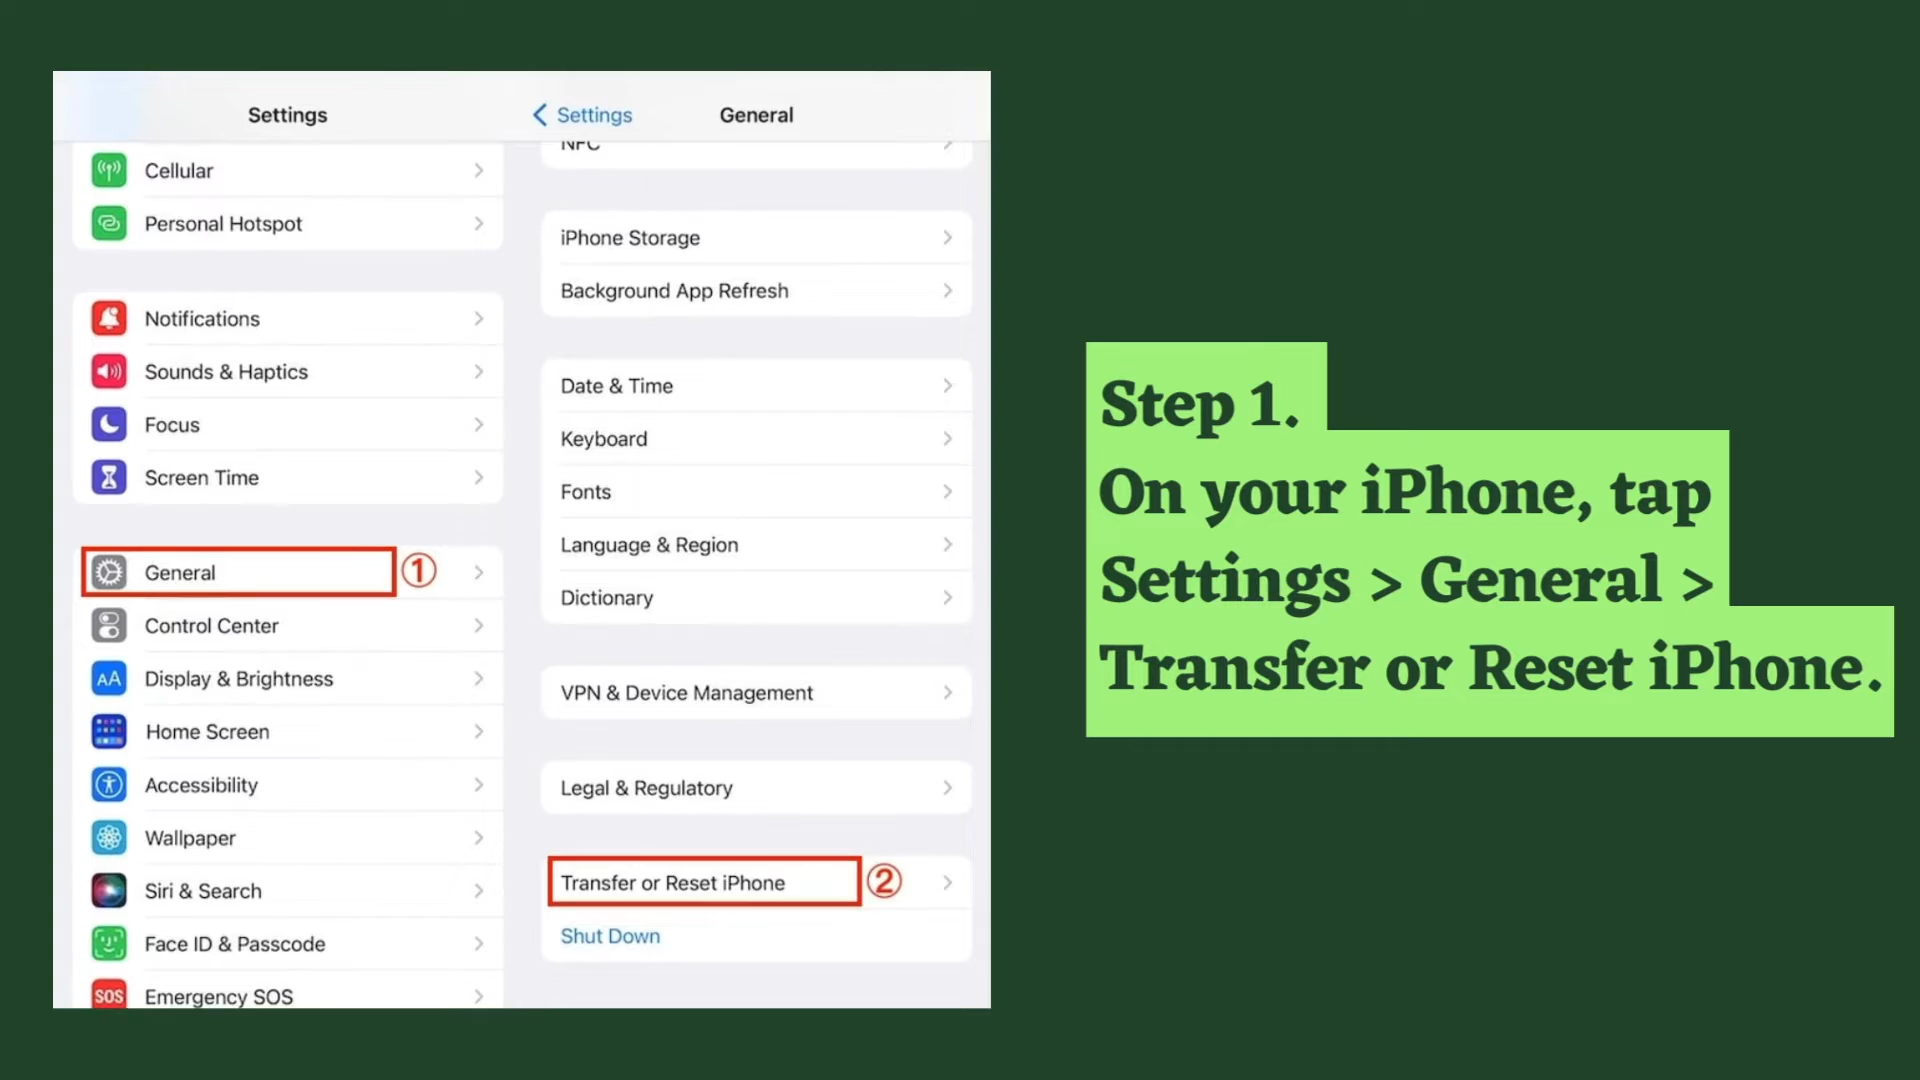 Settings
Cellular
Personal Hotspot
Notifications
Sounds & Haptics
Focus
Screen Time
General
①
Control Center
AA
Display & Brightness
Home Screen
Accessibility
Wallpaper
Siri & Search
Face ID & Passcode
SOS
Emergency SOS
Settings
General
NFC
iPhone Storage
Background App Refresh
Date & Time
Keyboard
Fonts
Language & Region
Dictionary
VPN & Device Management
Legal & Regulatory
Transfer or Reset iPhone
②
Shut Down
Step 1.
On your iPhone, tap
Settings > General >
Transfer or Reset iPhone.